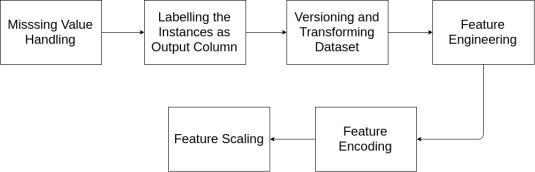 Misssing Value
Handling
Labelling the
Instances as
Output Column
Versioning and
Transforming
Dataset
Feature
Engineering
Feature
Encoding
Feature Scaling